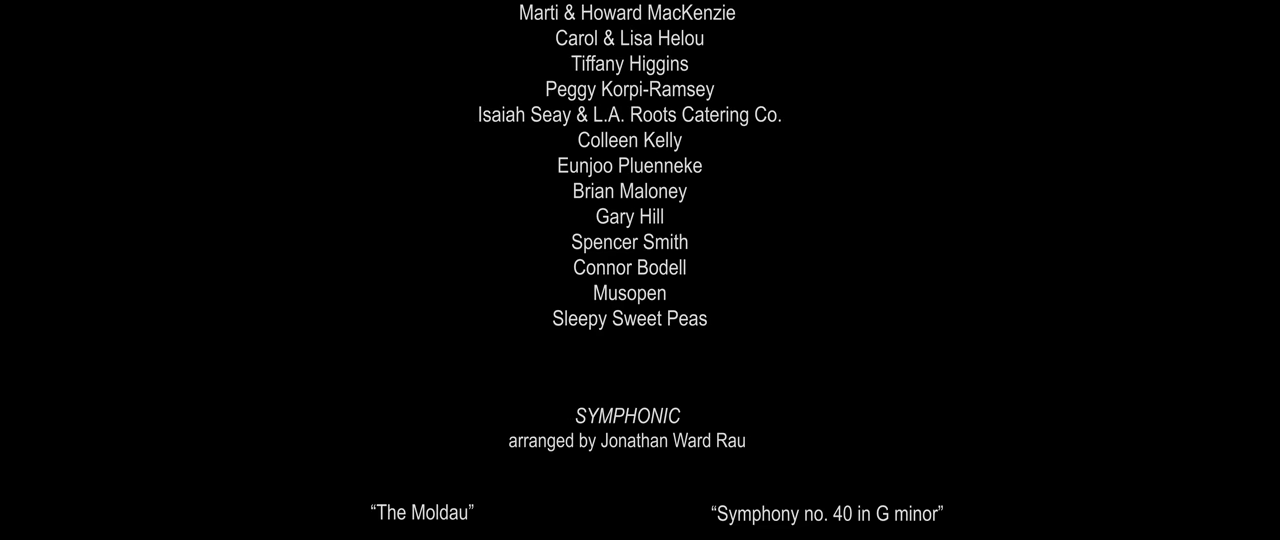 Marti & Howard MacKenzie
Carol & Lisa Helou
Tiffany Higgins
Peggy Korpi-Ramsey
Isaiah Seay & L.A. Roots Catering Co.
Colleen Kelly
Eunjoo Pluenneke
Brian Maloney
Gary Hill
Spencer Smith
Connor Bodell
Musopen
Sleepy Sweet Peas
SYMPHONIC
arranged by Jonathan Ward Rau
“The Moldau” “Symphony no. 40 in G minor”